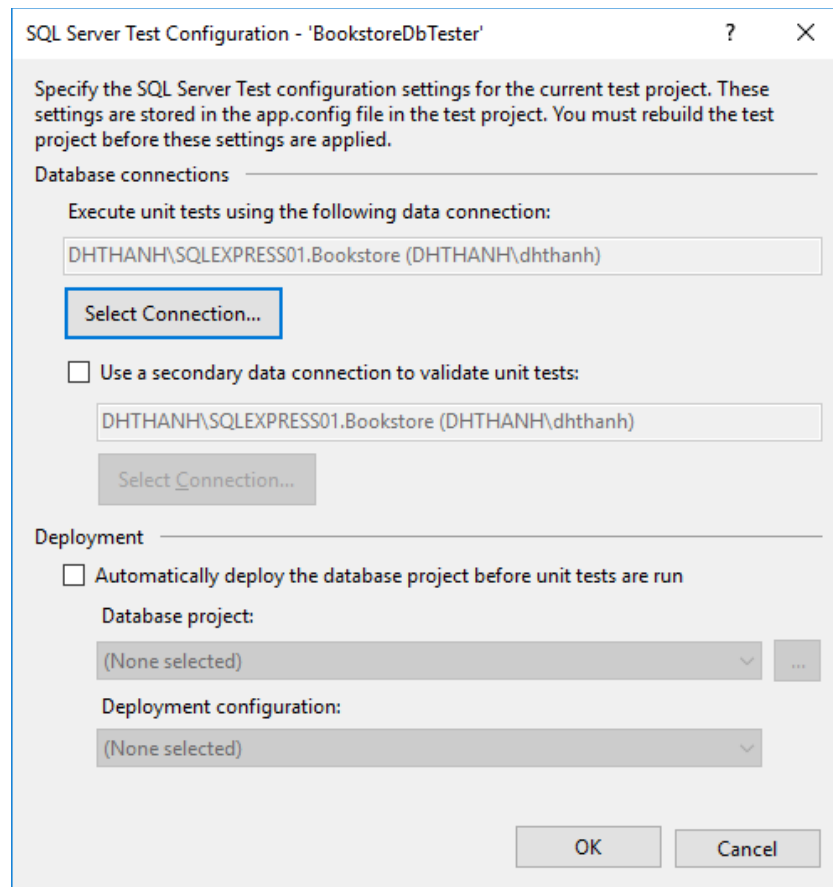 SQL Server Test Configuration - 'BookstoreDbTester'
?
Specify the SQL Server Test configuration settings for the current test project. These
settings are stored in the app.config file in the test project. You must rebuild the test
project before these settings are applied.
Database connections
Execute unit tests using the following data connection:
DHTHANH\SQLEXPRESS01.Bookstore (DHTHANH\dhthanh)
Select Connection...
Use a secondary data connection to validate unit tests:
DHTHANH\SQLEXPRESS01.Bookstore (DHTHANH\dhthanh)
Select Connection...
Deployment
Automatically deploy the database project before unit tests are run
Database project:
(None selected)
...
Deployment configuration:
(None selected)
OK
Cancel